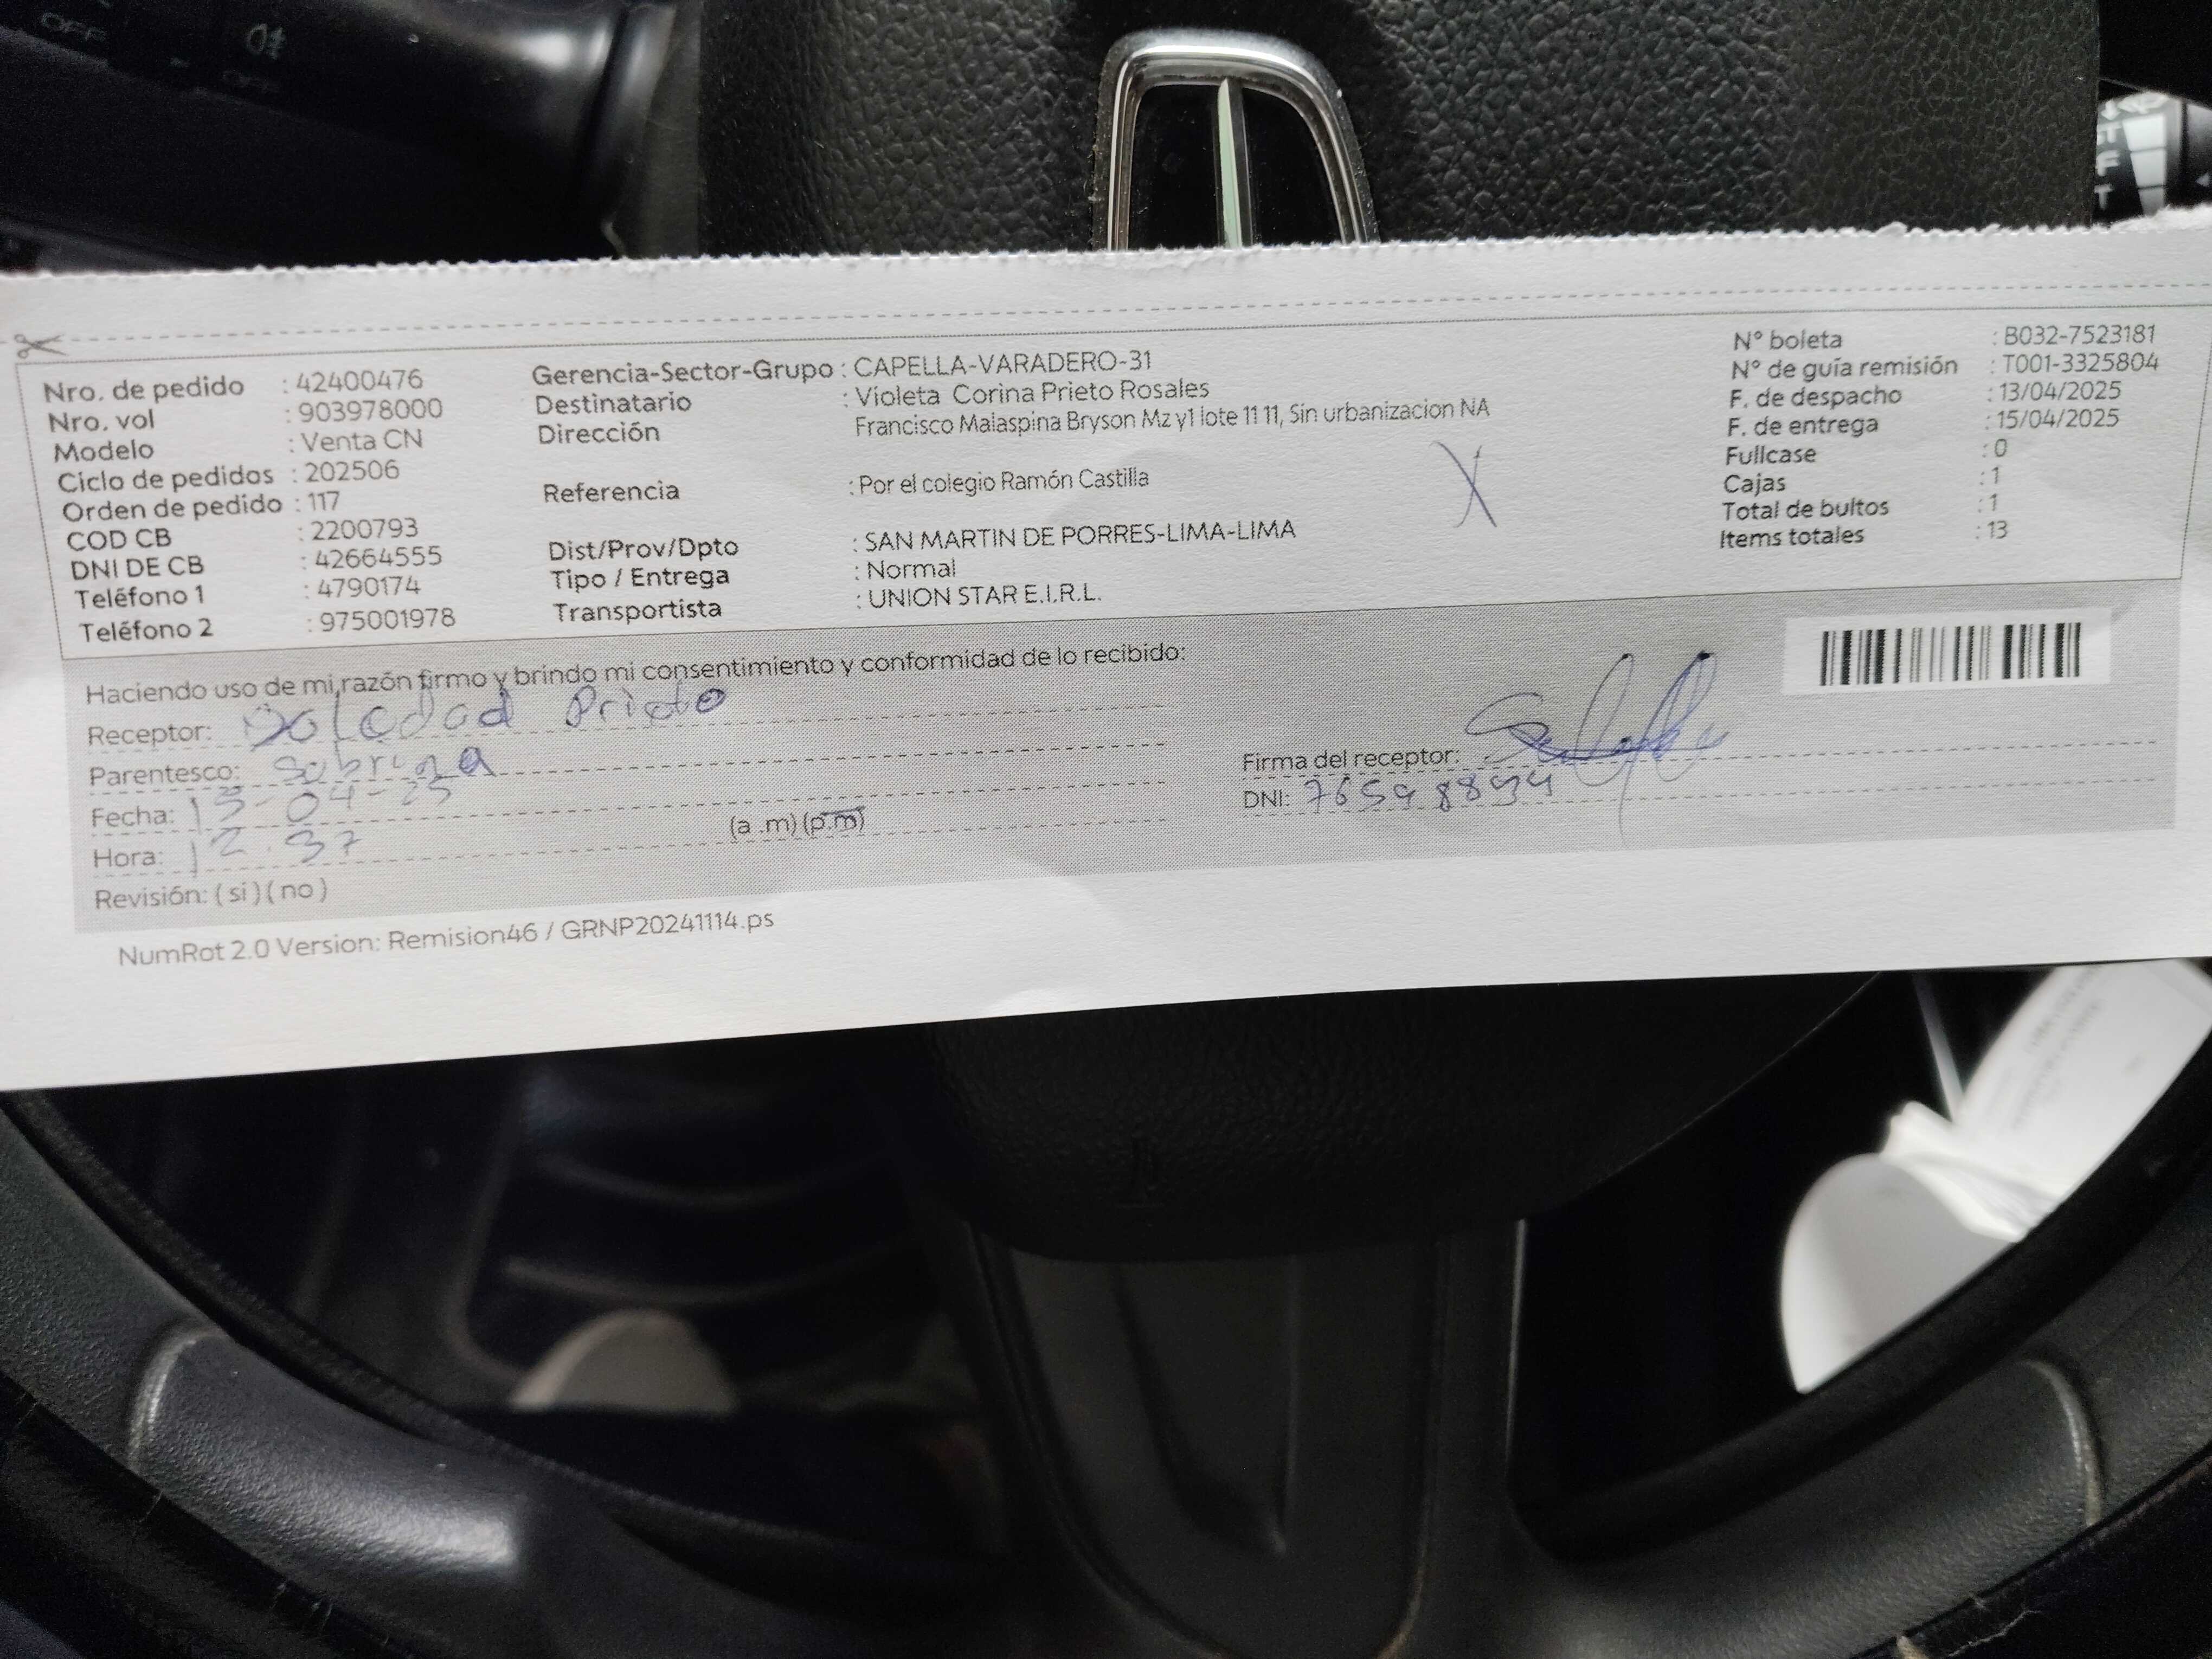 OFF
Nro. de pedido : 42400476
Nro. vol : 903978000
Modelo : Venta CN
Ciclo de pedidos : 202506
Orden de pedido : 117
COD CB : 2200793
DNI DE CB : 42664555
Teléfono 1 : 4790174
Teléfono 2 : 975001978
Gerencia-Sector-Grupo : CAPELLA-VARADERO-31
Destinatario : Violeta Corina Prieto Rosales
Dirección Francisco Malaspina Bryson Mz y1 lote 11 11, Sin urbanizacion NA
Referencia : Por el colegio Ramón Castilla
Dist/Prov/Dpto : SAN MARTIN DE PORRES-LIMA-LIMA
Tipo / Entrega : Normal
Transportista : UNION STAR E.I.R.L.
X
N° boleta : B032-7523181
N° de guía remisión : T001-3325804
F. de despacho : 13/04/2025
F. de entrega : 15/04/2025
Fullcase : 0
Cajas : 1
Total de bultos : 1
Items totales : 13
Haciendo uso de mi razón firmo y brindo mi consentimiento y conformidad de lo recibido:
Receptor: Soledad Prieto
Parentesco: Sobrina
Fecha: 15-04-25
Hora: 12.37 (a .m) (p.m)
Revisión: ( si ) ( no )
Firma del receptor:
DNI:
NumRot 2.0 Version: Remision46 / GRNP20241114.ps